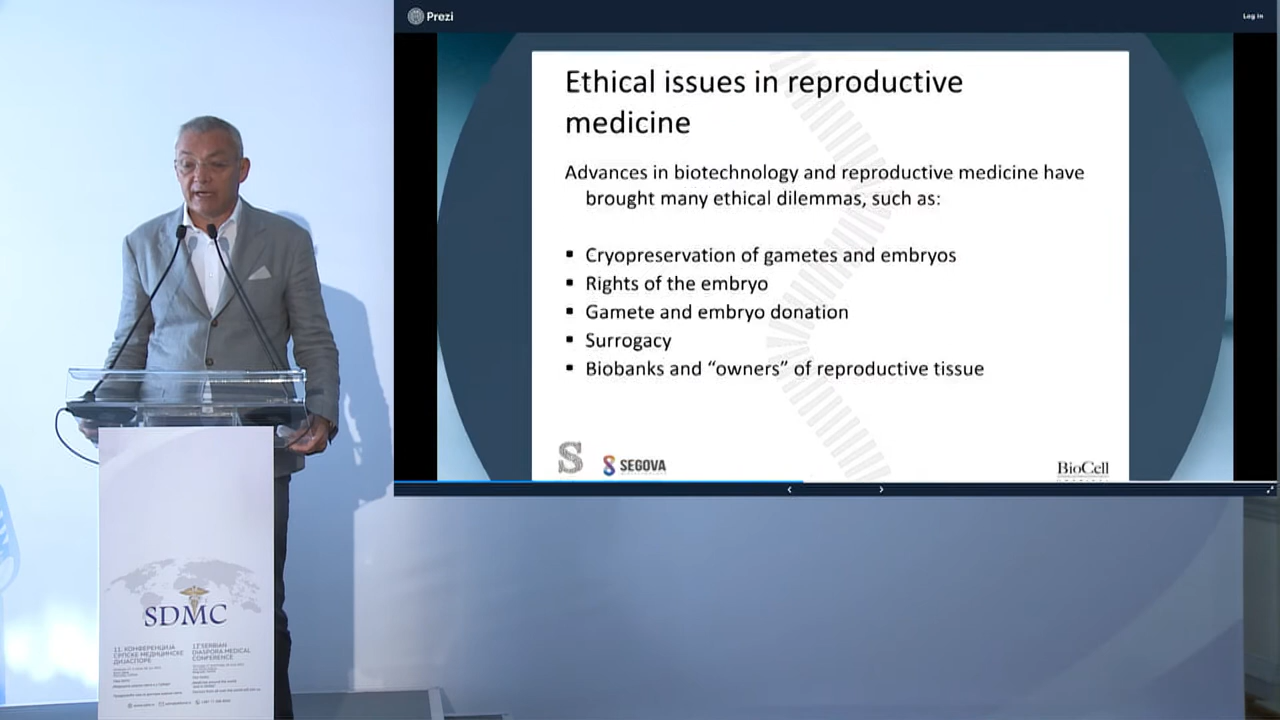 Prezi
Log in
Ethical issues in reproductive
medicine
Advances in biotechnology and reproductive medicine have
brought many ethical dilemmas, such as:
▪ Cryopreservation of gametes and embryos
▪ Rights of the embryo
▪ Gamete and embryo donation
▪ Surrogacy
▪ Biobanks and “owners” of reproductive tissue
S SEGOVA
BioCell
SDMC
11. КОНФЕРЕНЦИЈА
СРПСКЕ МЕДИЦИНСКЕ
ДИЈАСПОРЕ
SERBIAN
DIASPORA MEDICAL
CONFERENCE